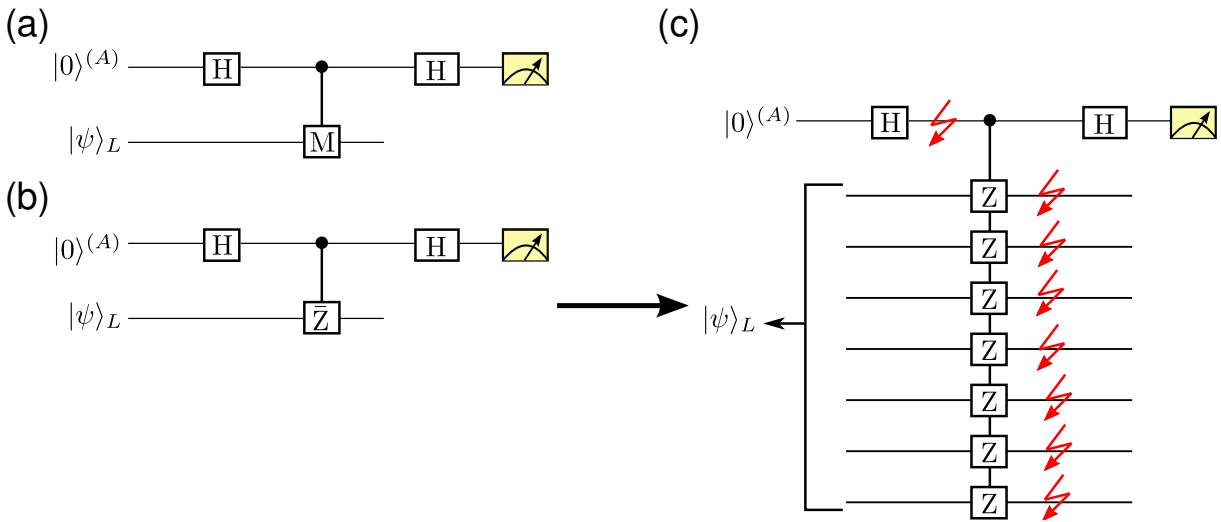 (a)
|0⟩^(A) H H
|ψ⟩_L M
(b)
|0⟩^(A) H H
|ψ⟩_L Z̄
(c)
|0⟩^(A) H H
Z
Z
Z
|ψ⟩_L
Z
Z
Z
Z